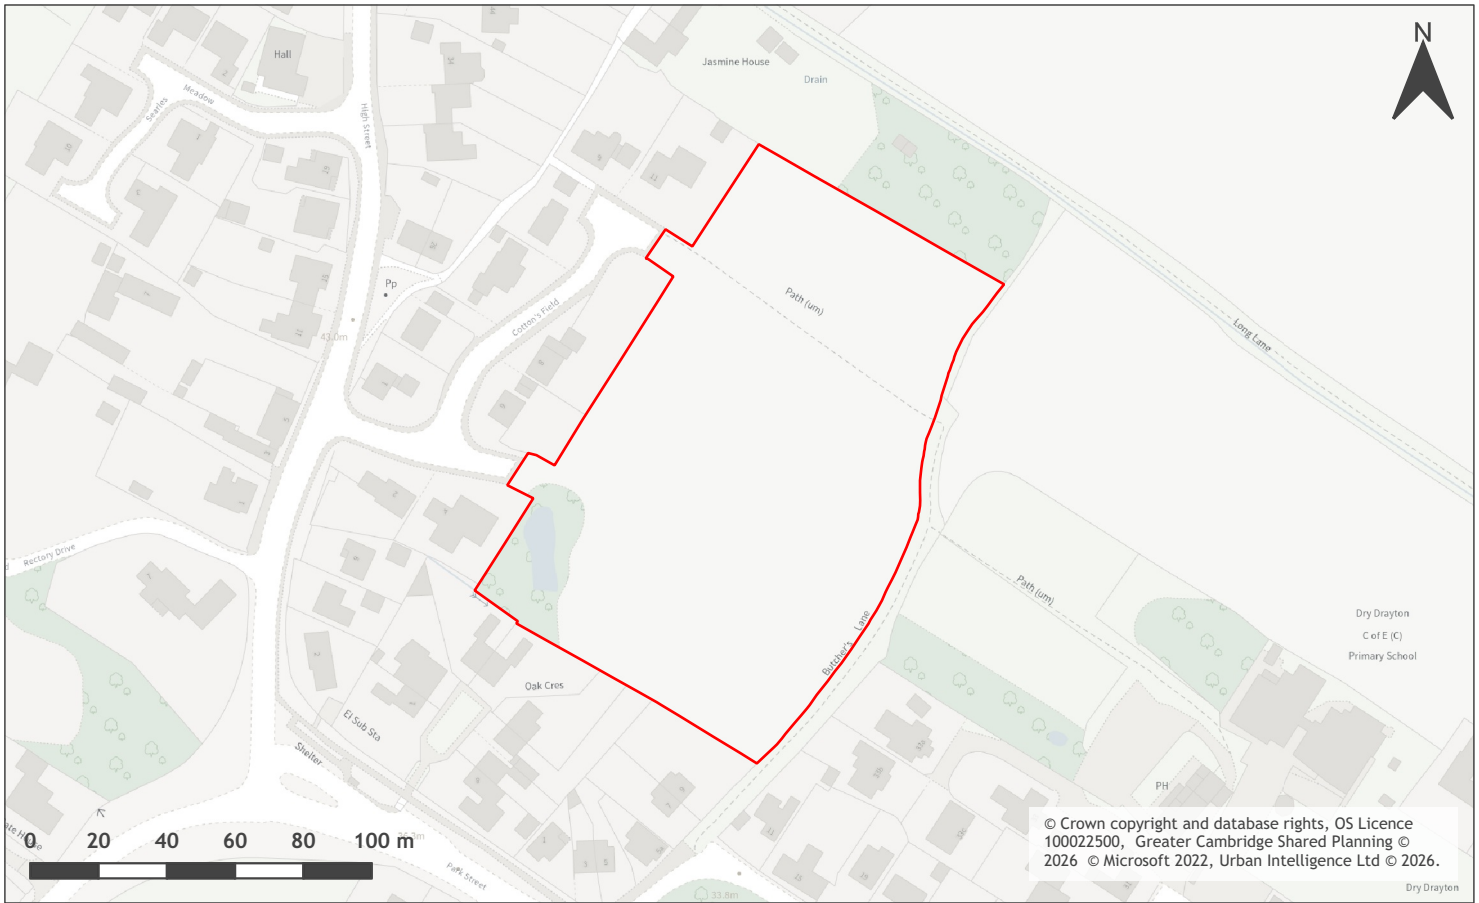 N
Hall
Jasmine House
Drain
Searles
Meadow
High Street
Pp
43.0m
Cotton's Field
Path (um)
Long Lane
Rectory Drive
Path (um)
Dry Drayton
C of E (C)
Primary School
Butcher's Lane
Oak Cres
El Sub Sta
Shelter
PH
0 20 40 60 80 100 m
Park Street
33.8m
© Crown copyright and database rights, OS Licence
100022500, Greater Cambridge Shared Planning ©
2026 © Microsoft 2022, Urban Intelligence Ltd © 2026.
Dry Drayton